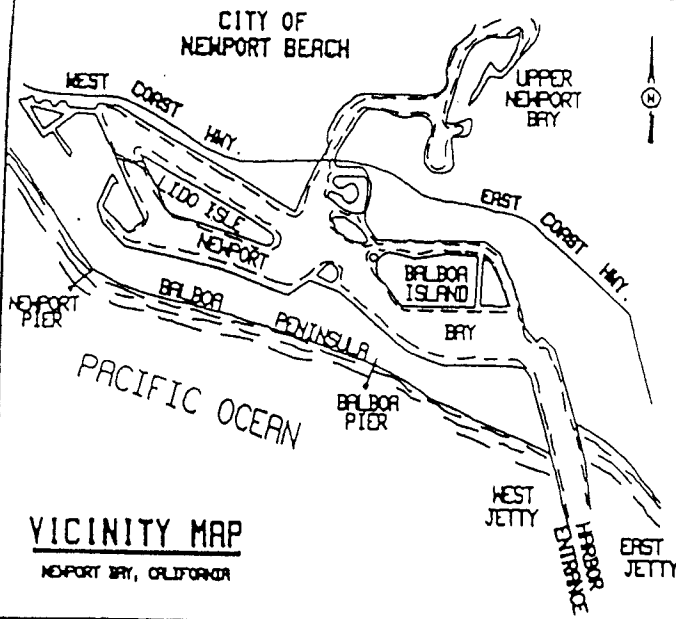 CITY OF
NEWPORT BEACH
WEST COAST HWY.
UPPER
NEWPORT
BAY
N
EAST COAST HWY.
LIDO ISLE
NEWPORT
BALBOA
ISLAND
BAY
NEWPORT
PIER
BALBOA PENINSULA
BALBOA
PIER
PACIFIC OCEAN
WEST
JETTY
HARBOR
ENTRANCE
EAST
JETTY
VICINITY MAP
NEWPORT BAY, CALIFORNIA